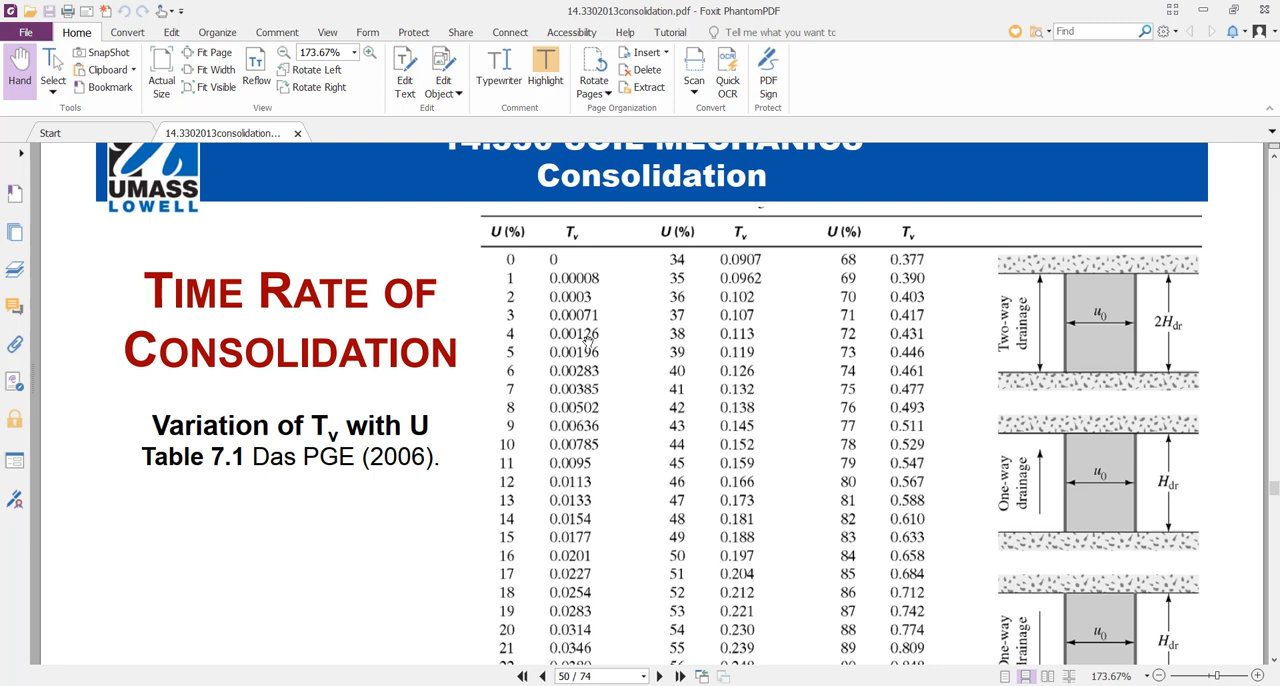 14.3302013consolidation.pdf - Foxit PhantomPDF
File Home Convert Edit Organize Comment View Form Protect Share Connect Accessibility Help Tutorial Tell me what you want tc Find
Hand Select
SnapShot
Clipboard
Bookmark
Tools
Actual Size
Fit Page
Fit Width
Fit Visible
Reflow
173.67%
Rotate Left
Rotate Right
View
Edit Text
Edit Object
Edit
Typewriter Highlight
Comment
Rotate Pages
Insert
Delete
Extract
Page Organization
Scan
Quick OCR
Convert
PDF Sign
Protect
Start 14.3302013consolidation...
14.330 SOIL MECHANICS
Consolidation
UMASS
LOWELL
TIME RATE OF
CONSOLIDATION
Variation of Tv with U
Table 7.1 Das PGE (2006).
U (%) Tv U (%) Tv U (%) Tv
0 0 34 0.0907 68 0.377
1 0.00008 35 0.0962 69 0.390
2 0.0003 36 0.102 70 0.403
3 0.00071 37 0.107 71 0.417
4 0.00126 38 0.113 72 0.431
5 0.00196 39 0.119 73 0.446
6 0.00283 40 0.126 74 0.461
7 0.00385 41 0.132 75 0.477
8 0.00502 42 0.138 76 0.493
9 0.00636 43 0.145 77 0.511
10 0.00785 44 0.152 78 0.529
11 0.0095 45 0.159 79 0.547
12 0.0113 46 0.166 80 0.567
13 0.0133 47 0.173 81 0.588
14 0.0154 48 0.181 82 0.610
15 0.0177 49 0.188 83 0.633
16 0.0201 50 0.197 84 0.658
17 0.0227 51 0.204 85 0.684
18 0.0254 52 0.212 86 0.712
19 0.0283 53 0.221 87 0.742
20 0.0314 54 0.230 88 0.774
21 0.0346 55 0.239 89 0.809
Two-way drainage
u0
2Hdr
One-way drainage
u0
Hdr
u0
Hdr
50 / 74
173.67%